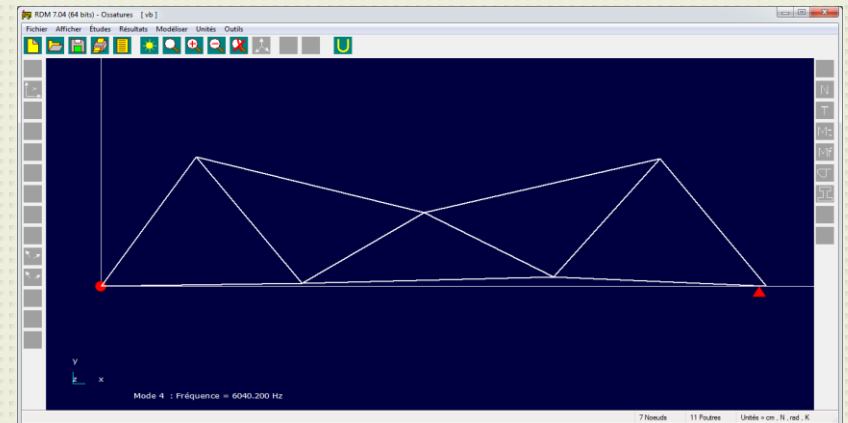 RDM 7.04 (64 bits) - Ossatures [ vb ]
Fichier Afficher Études Résultats Modéliser Unités Outils
U
N
T
Mf
y
z x
Mode 4 : Fréquence = 6040.200 Hz
7 Noeuds 11 Poutres Unités = cm , N , rad , K